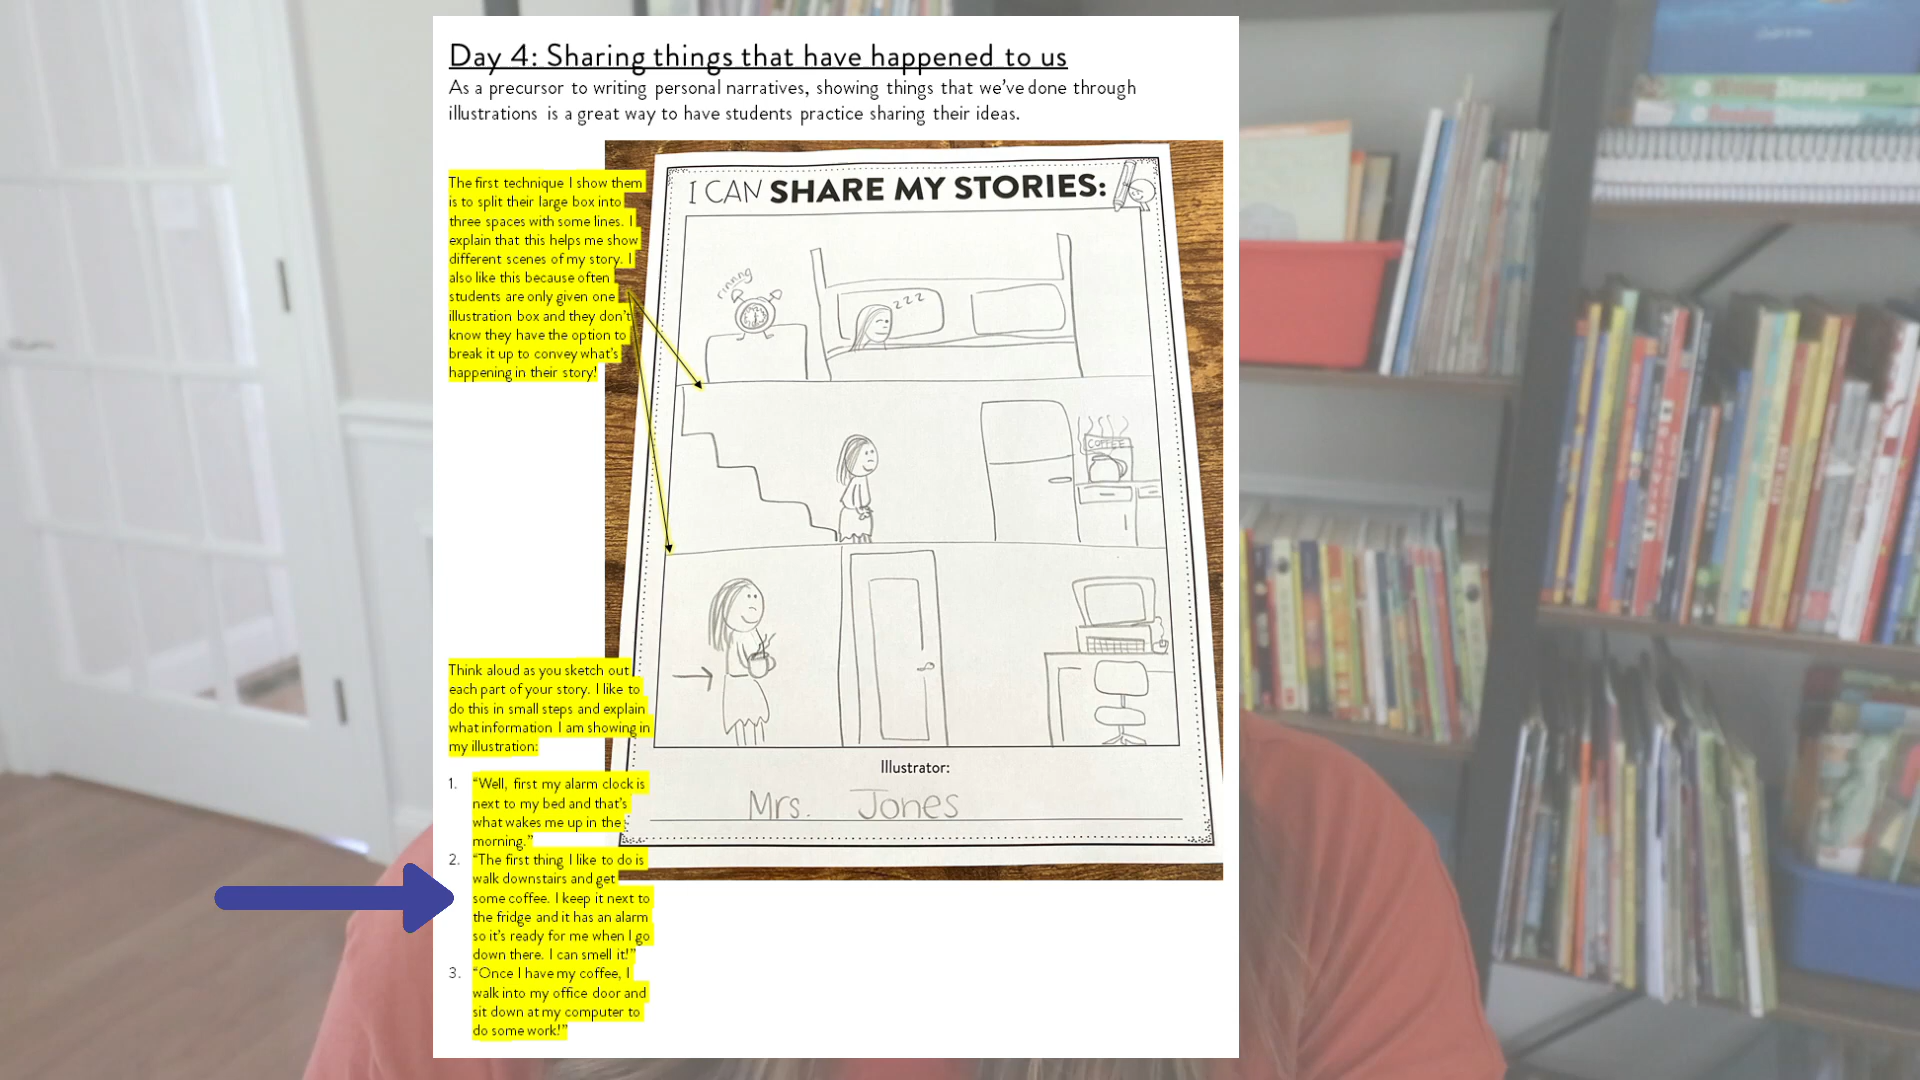 Day 4: Sharing things that have happened to us
As a precursor to writing personal narratives, showing things that we've done through
illustrations is a great way to have students practice sharing their ideas.
The first technique I show them
is to split their large box into
three spaces with some lines. I
explain that this helps me show
different scenes of my story. I
also like this because often
students are only given one
illustration box and they don't
know they have the option to
break it up to convey what's
happening in their story!
I CAN SHARE MY STORIES:
rinning
zzz
COFFEE
Think aloud as you sketch out
each part of your story. I like to
do this in small steps and explain
what information I am showing in
my illustration:
1. "Well, first my alarm clock is
next to my bed and that's
what wakes me up in the
morning."
2. "The first thing I like to do is
walk downstairs and get
some coffee. I keep it next to
the fridge and it has an alarm
so it's ready for me when I go
down there. I can smell it!"
3. "Once I have my coffee, I
walk into my office door and
sit down at my computer to
do some work!"
Illustrator:
Mrs. Jones